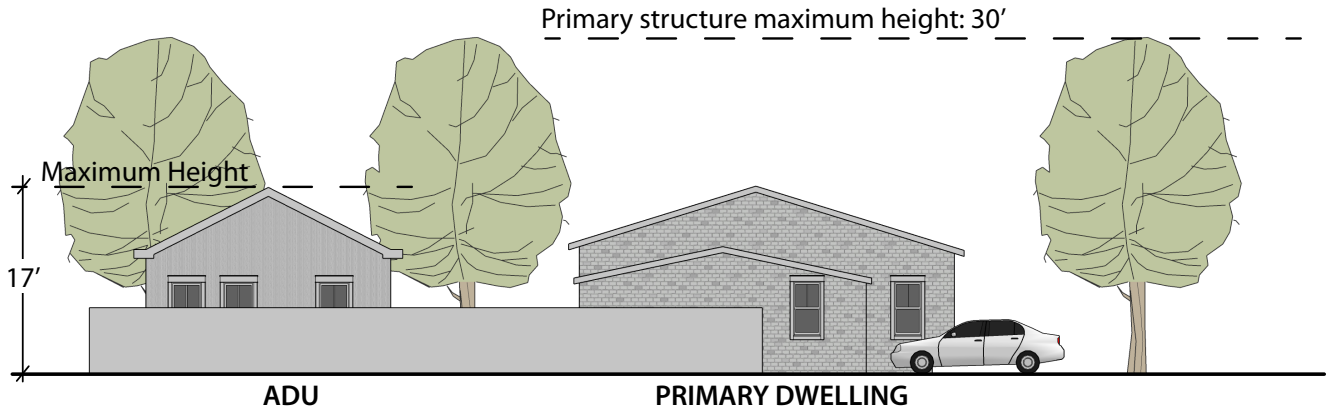 Primary structure maximum height: 30’
Maximum Height
17’
ADU
PRIMARY DWELLING